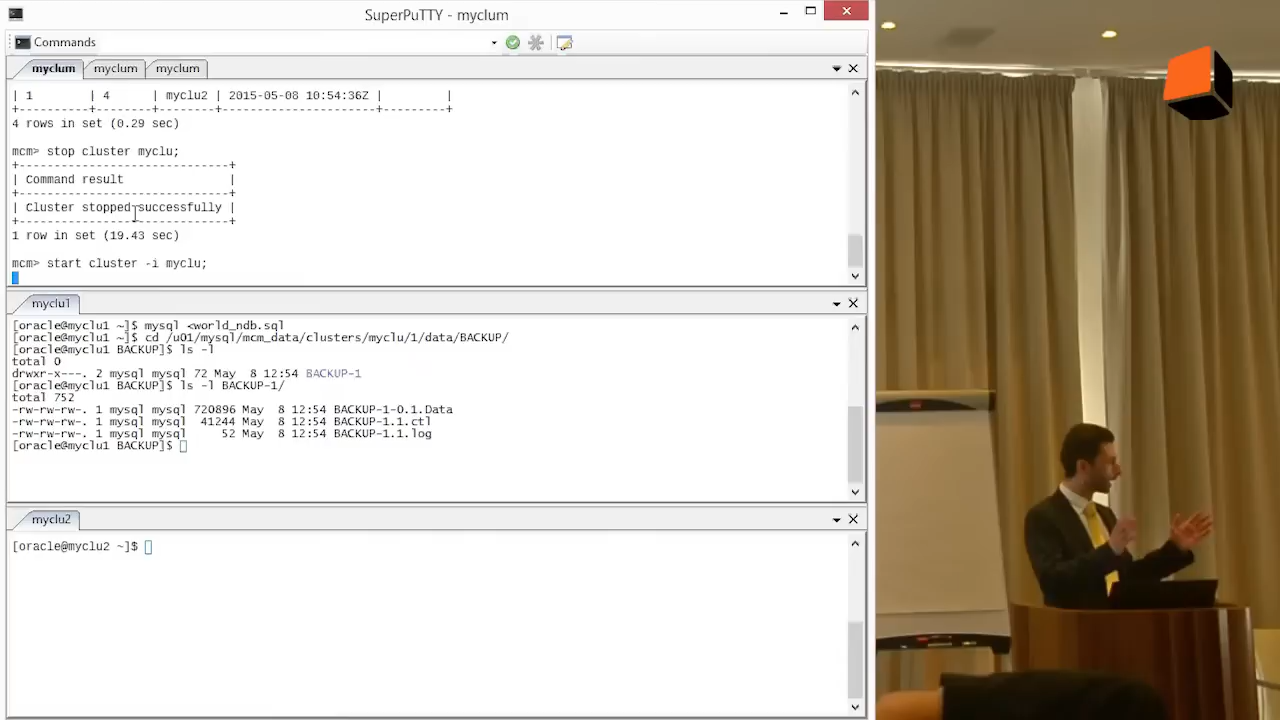 SuperPuTTY - myclum
Commands
myclum myclum myclum
| 1 | 4 | myclu2 | 2015-05-08 10:54:36Z | |
+----------+-------+--------+----------------------+---------+
4 rows in set (0.29 sec)
mcm> stop cluster myclu;
+------------------------------+
| Command result |
+------------------------------+
| Cluster stopped successfully |
+------------------------------+
1 row in set (19.43 sec)
mcm> start cluster -i myclu;
myclu1
[oracle@myclu1 ~]$ mysql <world_ndb.sql
[oracle@myclu1 ~]$ cd /u01/mysql/mcm_data/clusters/myclu/1/data/BACKUP/
[oracle@myclu1 BACKUP]$ ls -l
total 0
drwxr-x---. 2 mysql mysql 72 May 8 12:54 BACKUP-1
[oracle@myclu1 BACKUP]$ ls -l BACKUP-1/
total 752
-rw-rw-rw-. 1 mysql mysql 720896 May 8 12:54 BACKUP-1-0.1.Data
-rw-rw-rw-. 1 mysql mysql 41244 May 8 12:54 BACKUP-1.1.ctl
-rw-rw-rw-. 1 mysql mysql 52 May 8 12:54 BACKUP-1.1.log
[oracle@myclu1 BACKUP]$
myclu2
[oracle@myclu2 ~]$